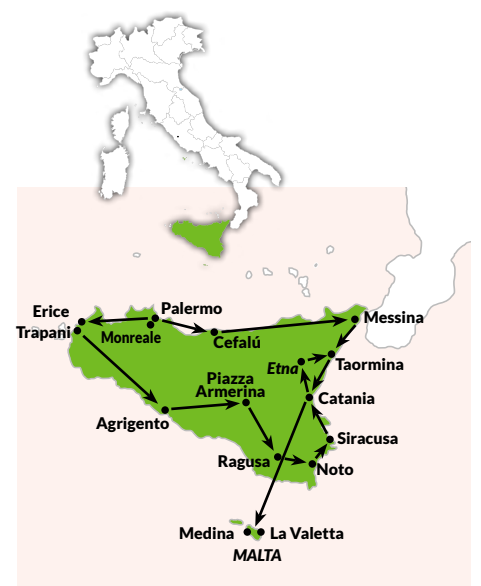 Erice
Palermo
Messina
Trapani
Monreale
Cefalú
Etna
Taormina
Piazza
Armerina
Catania
Agrigento
Siracusa
Ragusa
Noto
Medina
La Valetta
MALTA